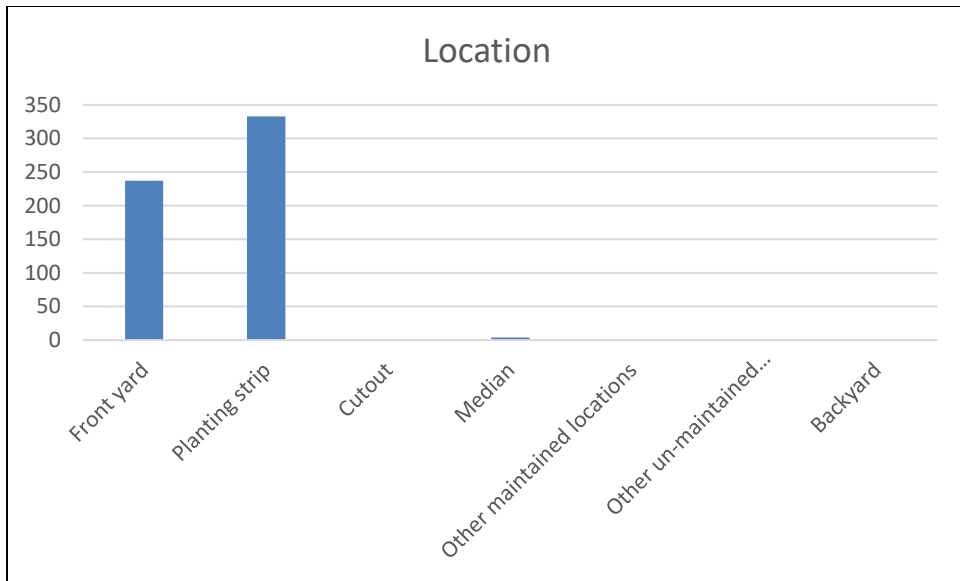 Location
350
300
250
200
150
100
50
0
Front yard
Planting strip
Cutout
Median
Other maintained locations
Other un-maintained...
Backyard